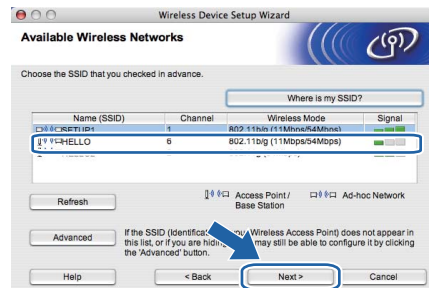 Wireless Device Setup Wizard
Available Wireless Networks
Choose the SSID that you checked in advance.
Where is my SSID?
Name (SSID) Channel Wireless Mode Signal
SETUP1 1 802.11b/g (11Mbps/54Mbps)
HELLO 6 802.11b/g (11Mbps/54Mbps)
Refresh
Access Point / Base Station
Ad-hoc Network
Advanced
If the SSID (Identificat your Wireless Access Point) does not appear in
this list, or if you are hiding may still be able to configure it by clicking
the 'Advanced' button.
Help < Back Next > Cancel